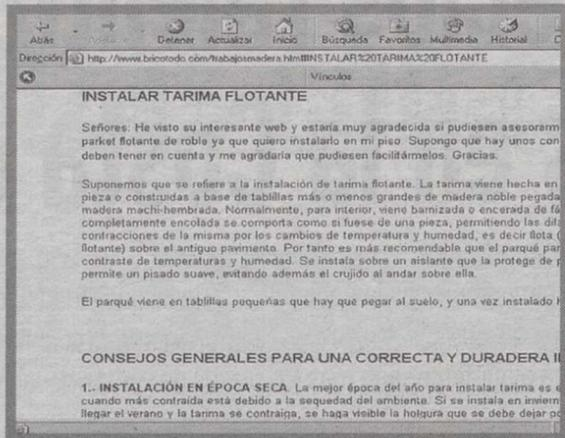 Atrás Detener Actualizar Inicio Búsqueda Favoritos Multimedia Historial
Dirección http://www.bricotodo.com/trabajosmadera.htm#INSTALAR%20TARIMA%20FLOTANTE
Vínculos
INSTALAR TARIMA FLOTANTE
Señores: He visto su interesante web y estaría muy agradecida si pudiesen asesorarm
parket flotante de roble ya que quiero instalarlo en mi piso. Supongo que hay unos con
deben tener en cuenta y me agradaría que pudiesen facilitármelos. Gracias.
Suponemos que se refiere a la instalación de tarima flotante. La tarima viene hecha en
pieza o construidas a base de tablillas más o menos grandes de madera noble pegada
madera machi-hembrada. Normalmente, para interior, viene barnizada o encerada de fá
completamente encolada se comporta como si fuese de una pieza, permitiendo las dila
contracciones de la misma por los cambios de temperatura y humedad, es decir flota (
flotante) sobre el antiguo pavimento. Por tanto es más recomendable que el parqué par
contraste de temperaturas y humedad. Se instala sobre un aislante que la protege de p
permite un pisado suave, evitando además el crujido al andar sobre ella.
El parqué viene en tablillas pequeñas que hay que pegar al suelo, y una vez instalado
CONSEJOS GENERALES PARA UNA CORRECTA Y DURADERA I
1.- INSTALACIÓN EN ÉPOCA SECA. La mejor época del año para instalar tarima es e
cuando más contraída está debido a la sequedad del ambiente. Si se instala en inviern
llegar el verano y la tarima se contraiga, se haga visible la holgura que se debe dejar po